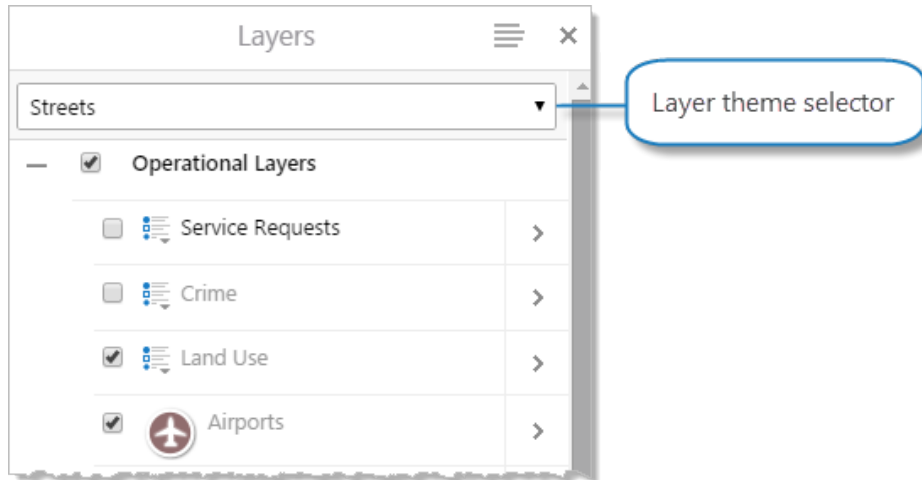 Layers
Streets
Layer theme selector
Operational Layers
Service Requests
Crime
Land Use
Airports